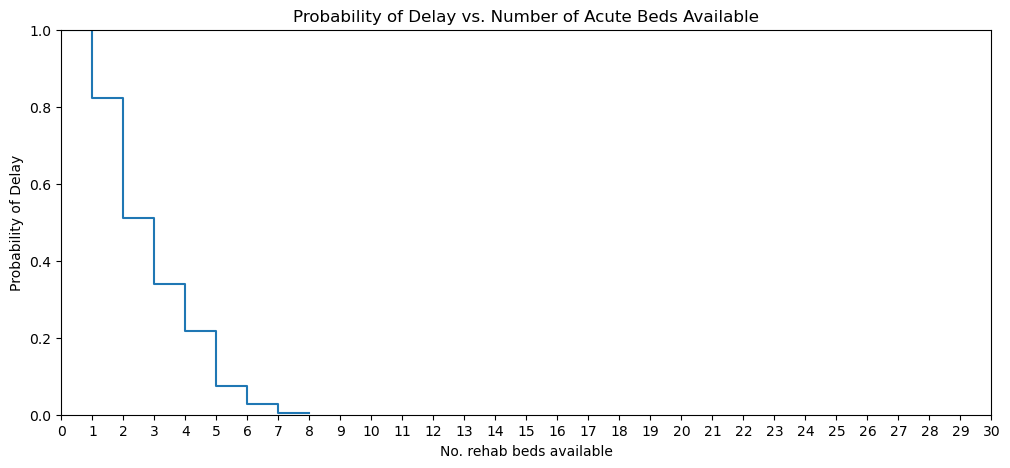 Probability of Delay vs. Number of Acute Beds Available
1.0
0.8
0.6
0.4
0.2
0.0
Probability of Delay
0 1 2 3 4 5 6 7 8 9 10 11 12 13 14 15 16 17 18 19 20 21 22 23 24 25 26 27 28 29 30
No. rehab beds available